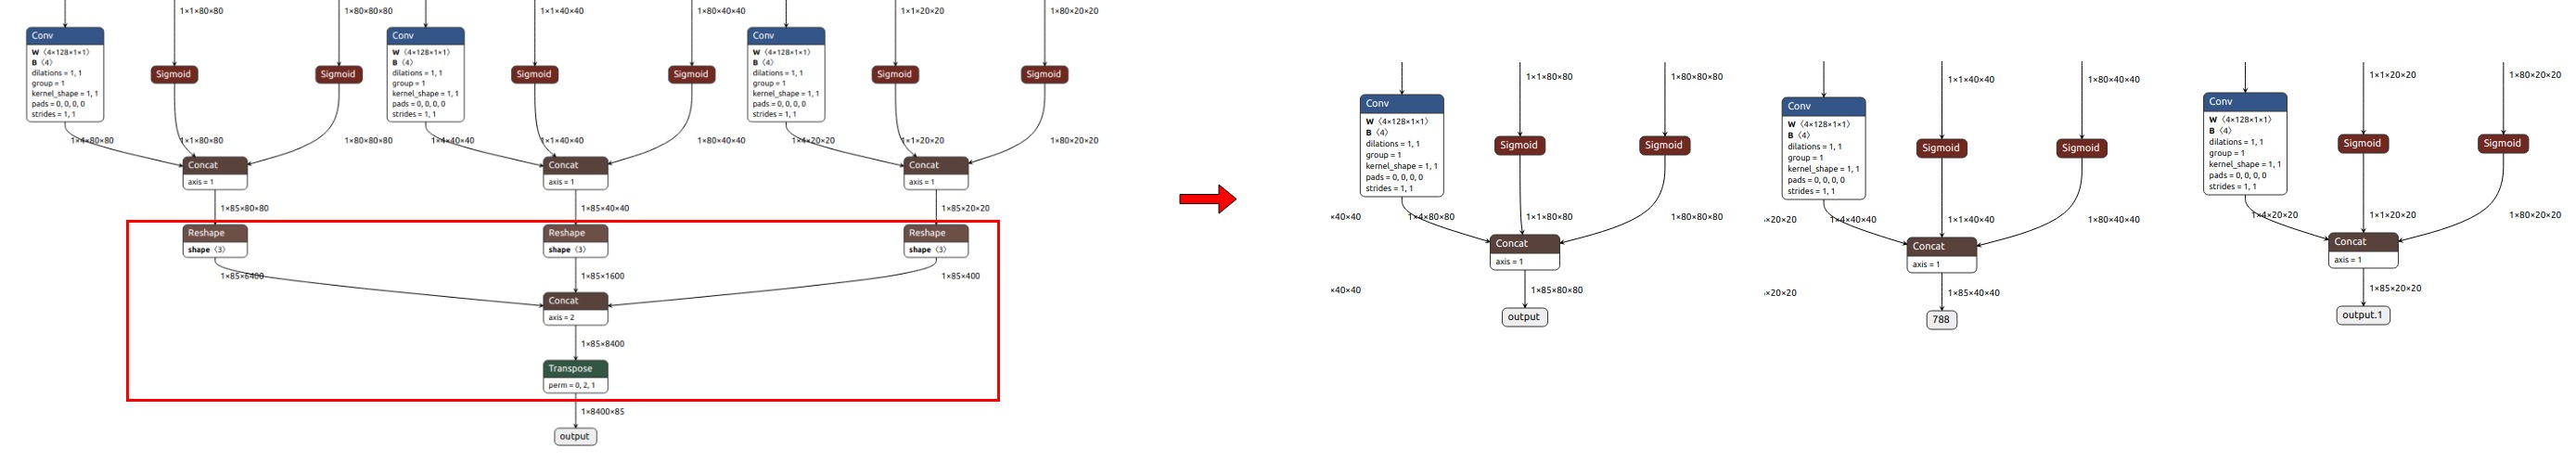 1×1×80×80
1×80×80×80
1×1×40×40
1×80×40×40
1×1×20×20
1×80×20×20
Conv
W ⟨4×128×1×1⟩
B ⟨4⟩
dilations = 1, 1
group = 1
kernel_shape = 1, 1
pads = 0, 0, 0, 0
strides = 1, 1
Sigmoid
Sigmoid
Conv
W ⟨4×128×1×1⟩
B ⟨4⟩
dilations = 1, 1
group = 1
kernel_shape = 1, 1
pads = 0, 0, 0, 0
strides = 1, 1
Sigmoid
Sigmoid
Conv
W ⟨4×128×1×1⟩
B ⟨4⟩
dilations = 1, 1
group = 1
kernel_shape = 1, 1
pads = 0, 0, 0, 0
strides = 1, 1
Sigmoid
Sigmoid
1×4×80×80
1×1×80×80
1×80×80×80
1×4×40×40
1×1×40×40
1×80×40×40
1×4×20×20
1×1×20×20
1×80×20×20
Concat
axis = 1
Concat
axis = 1
Concat
axis = 1
1×85×80×80
1×85×40×40
1×85×20×20
Reshape
shape ⟨3⟩
Reshape
shape ⟨3⟩
Reshape
shape ⟨3⟩
1×85×6400
1×85×1600
1×85×400
Concat
axis = 2
1×85×8400
Transpose
perm = 0, 2, 1
1×8400×85
output
1×1×80×80
1×80×80×80
Conv
W ⟨4×128×1×1⟩
B ⟨4⟩
dilations = 1, 1
group = 1
kernel_shape = 1, 1
pads = 0, 0, 0, 0
strides = 1, 1
Sigmoid
Sigmoid
×40×40
1×4×80×80
1×1×80×80
1×80×80×80
Concat
axis = 1
×40×40
1×85×80×80
output
1×1×40×40
1×80×40×40
Conv
W ⟨4×128×1×1⟩
B ⟨4⟩
dilations = 1, 1
group = 1
kernel_shape = 1, 1
pads = 0, 0, 0, 0
strides = 1, 1
Sigmoid
Sigmoid
×20×20
1×4×40×40
1×1×40×40
1×80×40×40
Concat
axis = 1
×20×20
1×85×40×40
788
1×1×20×20
1×80×20×20
Conv
W ⟨4×128×1×1⟩
B ⟨4⟩
dilations = 1, 1
group = 1
kernel_shape = 1, 1
pads = 0, 0, 0, 0
strides = 1, 1
Sigmoid
Sigmoid
1×4×20×20
1×1×20×20
1×80×20×20
Concat
axis = 1
1×85×20×20
output.1